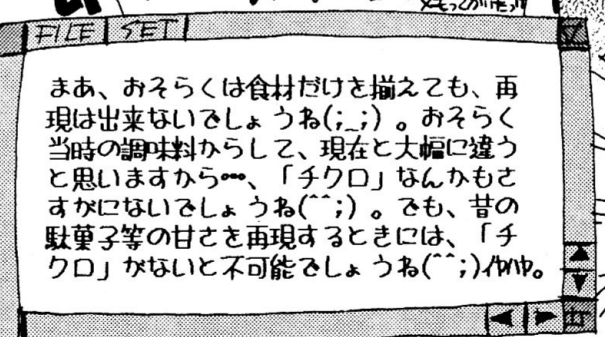 FILE SET
まあ、おそらくは食材だけを揃えても、再
現は出来ないでしょうね(;_;)。おそらく
当時の調味料からして、現在と大幅に違う
と思いますから…、「チクロ」なんかもさ
すがにないでしょうね(^^;)。でも、昔の
駄菓子等の甘さを再現するときには、「チ
クロ」がないと不可能でしょうね(^^;)ｲﾔﾊﾔ。